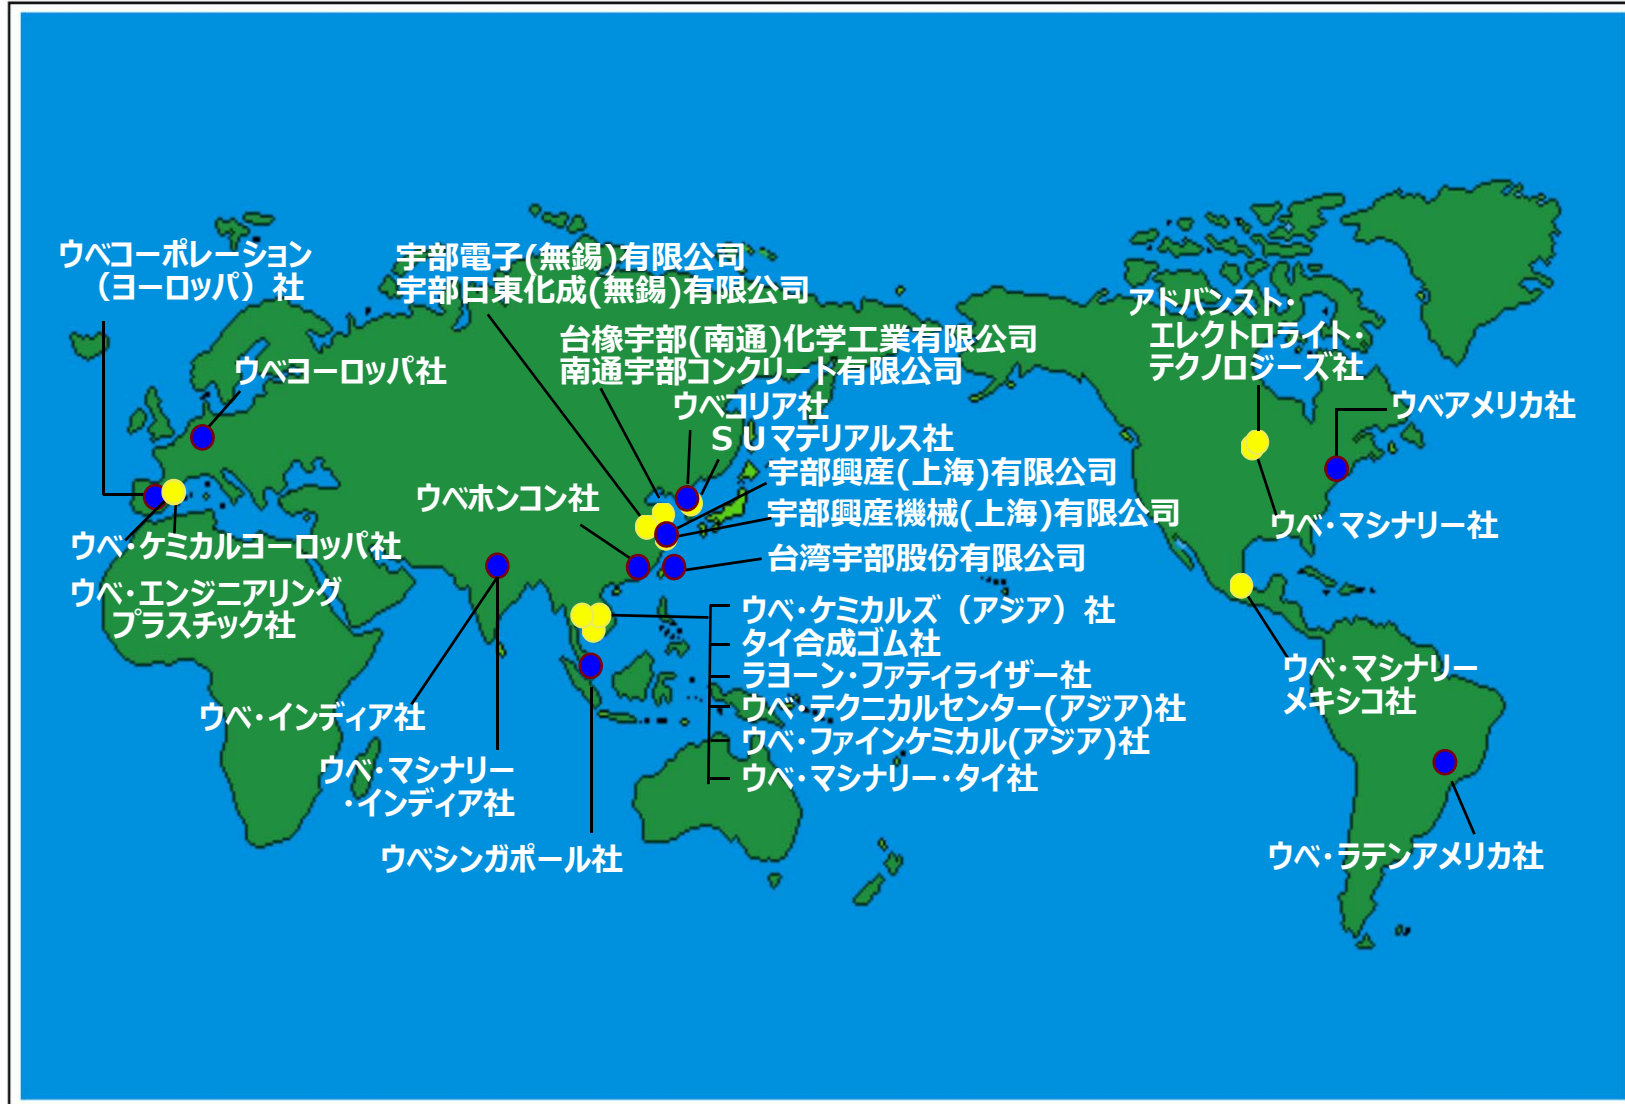 ウベコーポレーション
（ヨーロッパ）社
ウベヨーロッパ社
ウベ・ケミカルヨーロッパ社
ウベ・エンジニアリング
プラスチック社
宇部電子(無錫)有限公司
宇部日東化成(無錫)有限公司
台橡宇部(南通)化学工業有限公司
南通宇部コンクリート有限公司
ウベコリア社
ＳＵマテリアルス社
宇部興産(上海)有限公司
宇部興産機械(上海)有限公司
台湾宇部股份有限公司
ウベホンコン社
ウベ・ケミカルズ（アジア）社
タイ合成ゴム社
ラヨーン・ファティライザー社
ウベ・テクニカルセンター(アジア)社
ウベ・ファインケミカル(アジア)社
ウベ・マシナリー・タイ社
ウベ・インディア社
ウベ・マシナリー
・インディア社
ウベシンガポール社
アドバンスト・
エレクトロライト・
テクノロジーズ社
ウベアメリカ社
ウベ・マシナリー社
ウベ・マシナリー
メキシコ社
ウベ・ラテンアメリカ社